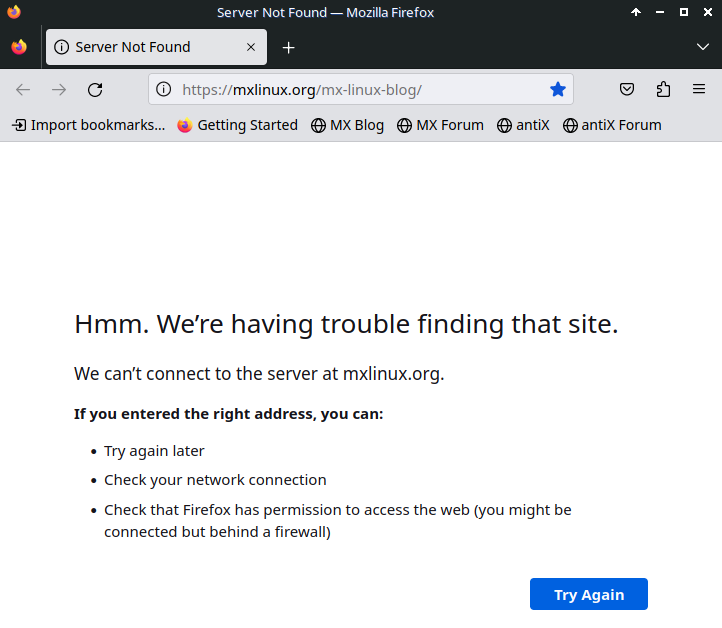 Server Not Found — Mozilla Firefox
Server Not Found
https://mxlinux.org/mx-linux-blog/
Import bookmarks... Getting Started MX Blog MX Forum antiX antiX Forum
Hmm. We’re having trouble finding that site.
We can’t connect to the server at mxlinux.org.
If you entered the right address, you can:
• Try again later
• Check your network connection
• Check that Firefox has permission to access the web (you might be
connected but behind a firewall)
Try Again